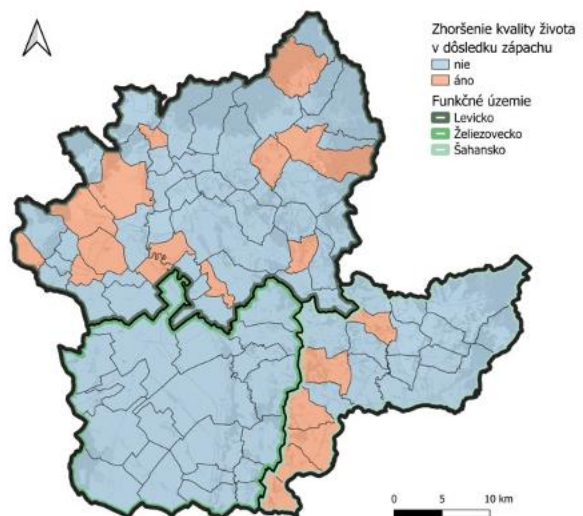 Zhoršenie kvality života
v dôsledku zápachu
nie
áno
Funkčné územie
Levicko
Želiezovecko
Šahansko
0 5 10 km